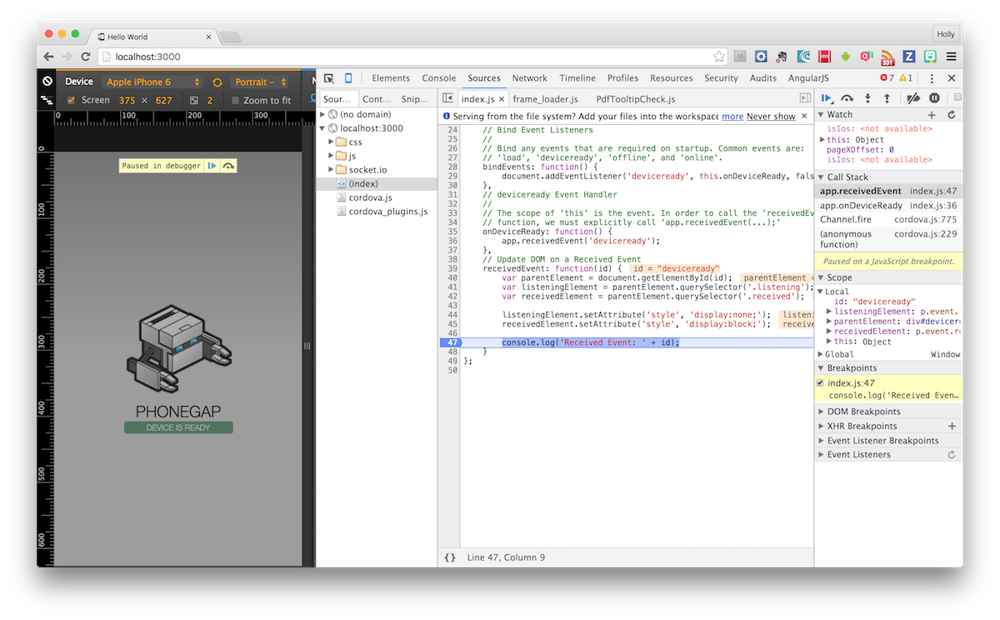 Hello World
Holly
localhost:3000
331
Device Apple iPhone 6 Portrait –
Screen 375 × 627 2 Zoom to fit
0 100 200 300
0
100
200
300
400
500
600
Paused in debugger
PHONEGAP
DEVICE IS READY
Elements Console Sources Network Timeline Profiles Resources Security Audits AngularJS 7 1
Sour... Cont... Snip...
(no domain)
localhost:3000
css
js
socket.io
(index)
cordova.js
cordova_plugins.js
index.js frame_loader.js PdfTooltipCheck.js
Serving from the file system? Add your files into the workspace more Never show
24 // Bind Event Listeners
25 //
26 // Bind any events that are required on startup. Common events are:
27 // 'load', 'deviceready', 'offline', and 'online'.
28 bindEvents: function() {
29 document.addEventListener('deviceready', this.onDeviceReady, fals
30 },
31 // deviceready Event Handler
32 //
33 // The scope of 'this' is the event. In order to call the 'receivedEv
34 // function, we must explicitly call 'app.receivedEvent(...);'
35 onDeviceReady: function() {
36 app.receivedEvent('deviceready');
37 },
38 // Update DOM on a Received Event
39 receivedEvent: function(id) { id = "deviceready"
40 var parentElement = document.getElementById(id); parentElement =
41 var listeningElement = parentElement.querySelector('.listening');
42 var receivedElement = parentElement.querySelector('.received');
43
44 listeningElement.setAttribute('style', 'display:none;'); listeni
45 receivedElement.setAttribute('style', 'display:block;'); receive
46
47 console.log('Received Event: ' + id);
48 }
49 };
50
{} Line 47, Column 9
Watch
isIos: <not available>
this: Object
pageXOffset: 0
isIos: <not available>
Call Stack
app.receivedEvent index.js:47
app.onDeviceReady index.js:36
Channel.fire cordova.js:775
(anonymous function) cordova.js:229
Paused on a JavaScript breakpoint.
Scope
Local
id: "deviceready"
listeningElement: p.event.
parentElement: div#devicere
receivedElement: p.event.re
this: Object
Global Window
Breakpoints
index.js:47
console.log('Received Even...
DOM Breakpoints
XHR Breakpoints
Event Listener Breakpoints
Event Listeners